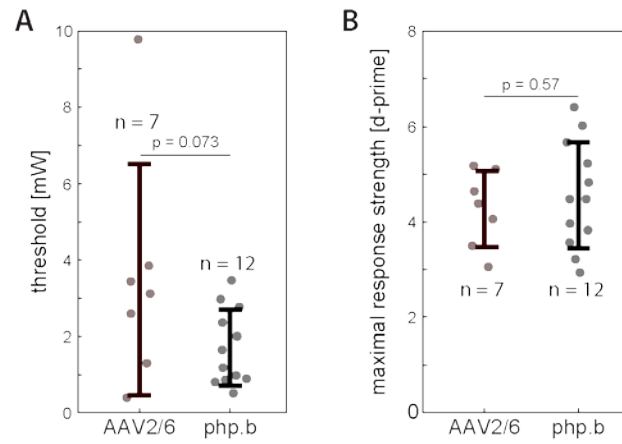 A
threshold [mW]
10
8
6
4
2
0
n = 7
p = 0.073
n = 12
AAV2/6
php.b
B
maximal response strength [d-prime]
8
6
4
2
0
p = 0.57
n = 7
n = 12
AAV2/6
php.b